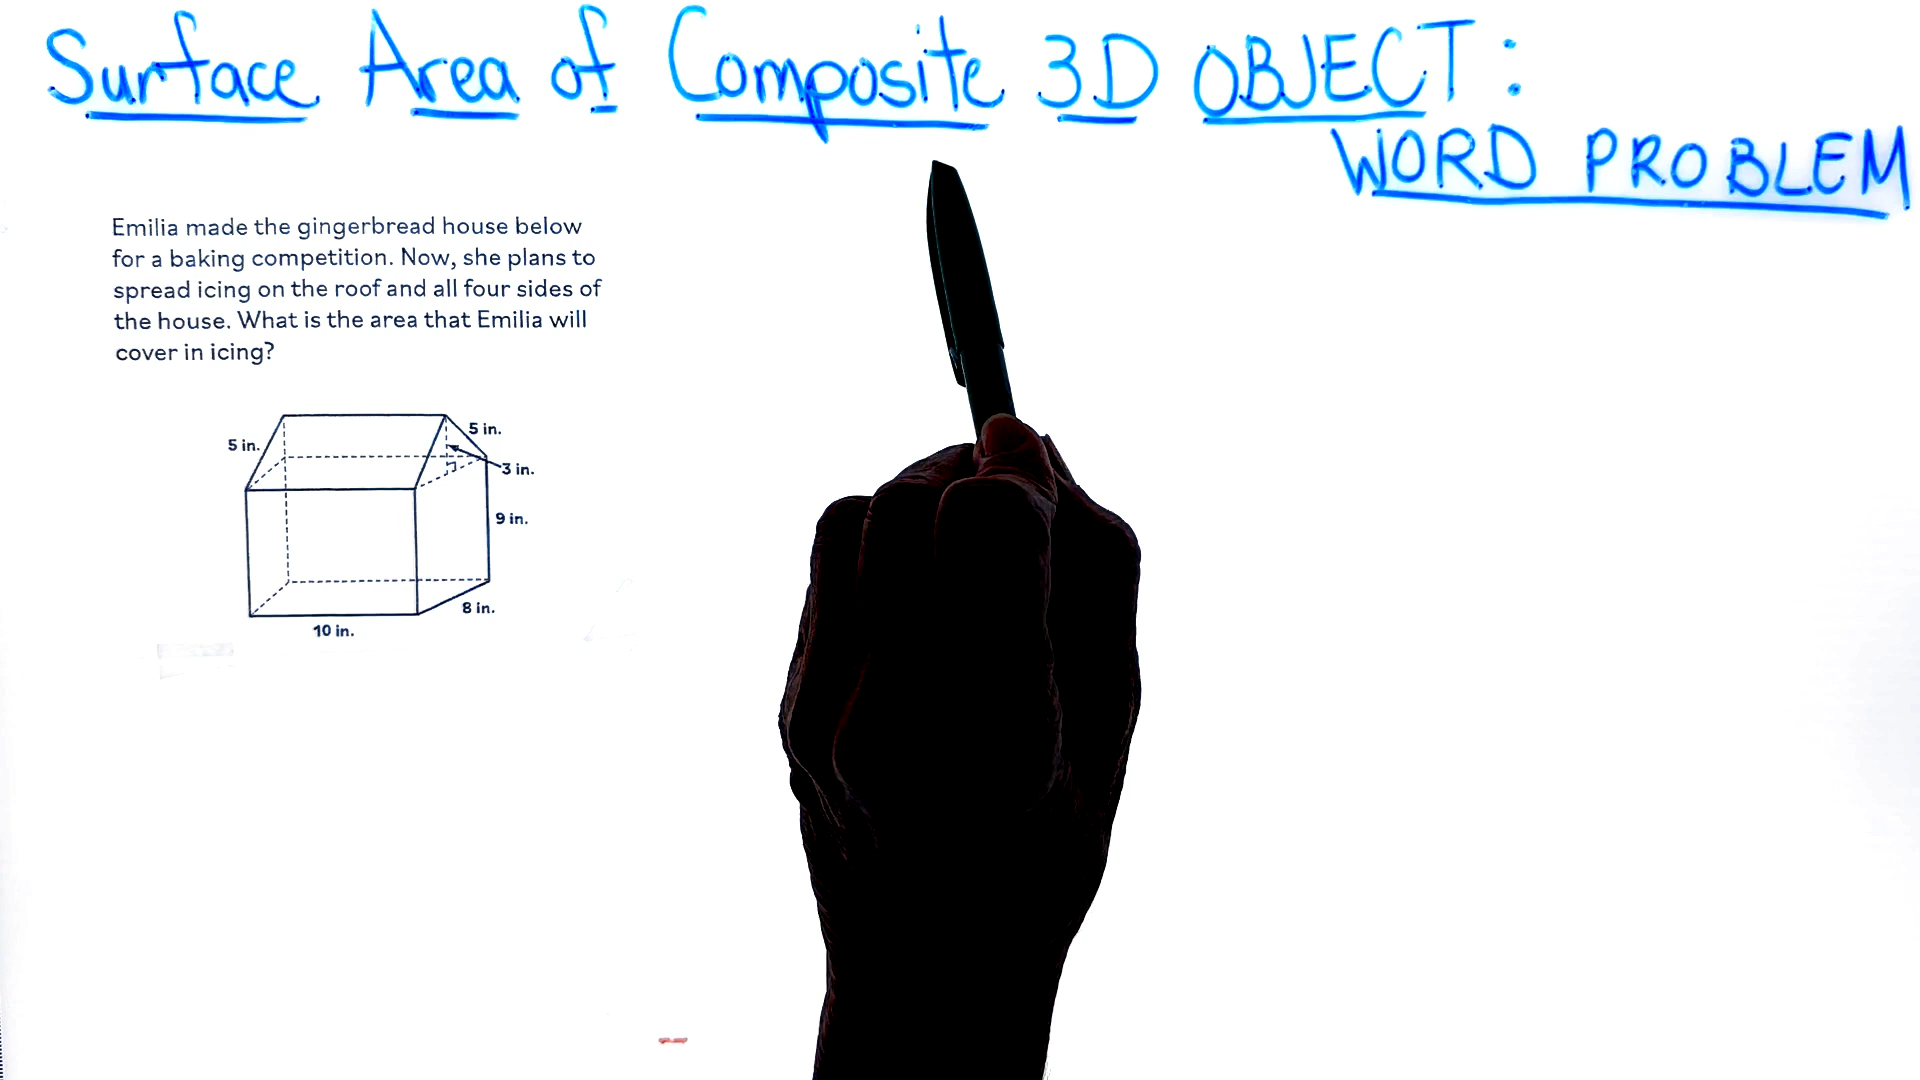 Surface Area of Composite 3D OBJECT:
WORD PROBLEM
Emilia made the gingerbread house below
for a baking competition. Now, she plans to
spread icing on the roof and all four sides of
the house. What is the area that Emilia will
cover in icing?
5 in.
5 in.
3 in.
9 in.
8 in.
10 in.